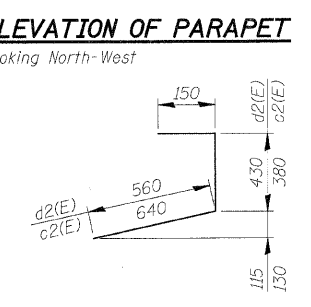 LEVATION OF PARAPET
oking North-West
150
d2(E)
c2(E)
560
640
d2(E)
c2(E)
430
380
115
130